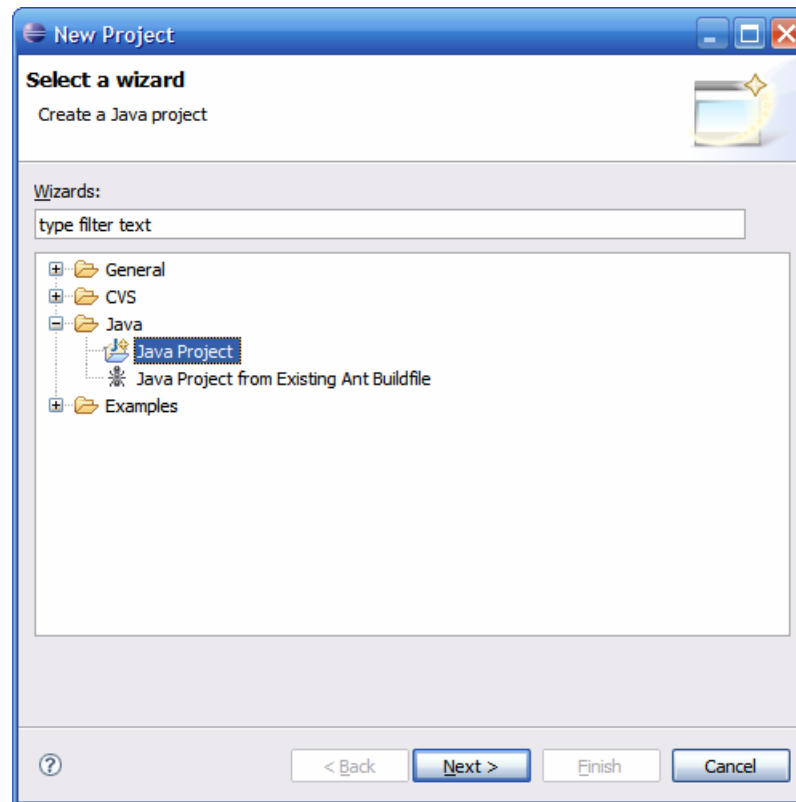 New Project
Select a wizard
Create a Java project
Wizards:
type filter text
General
CVS
Java
Java Project
Java Project from Existing Ant Buildfile
Examples
< Back Next > Finish Cancel